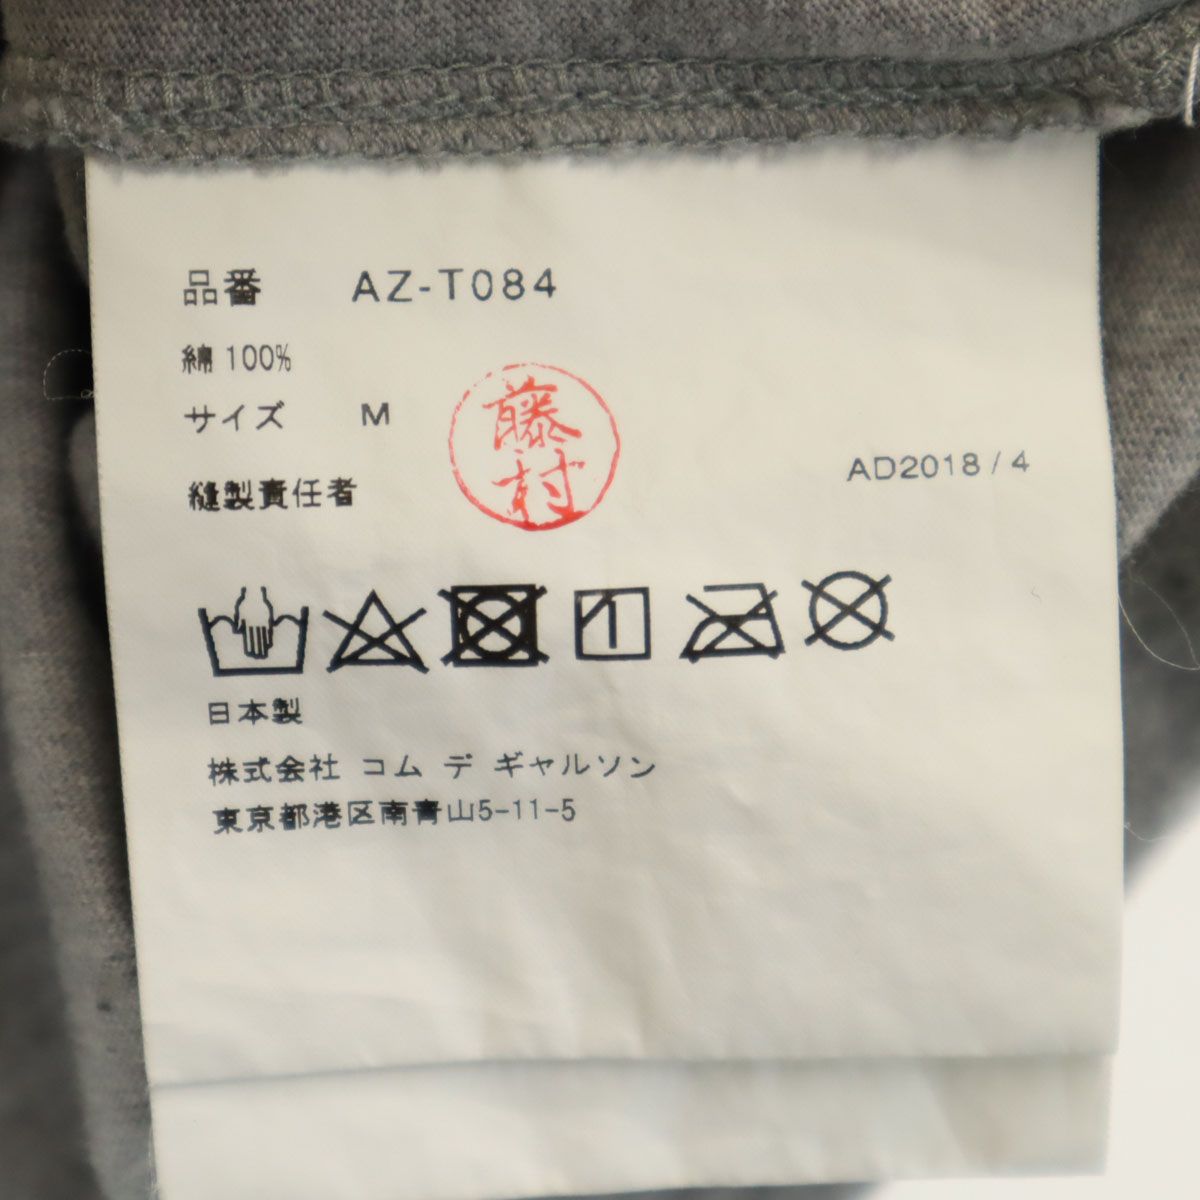 品番 AZ-T084
綿 100%
サイズ M
藤村
AD2018/4
縫製責任者
日本製
株式会社 コム デ ギャルソン
東京都港区南青山5-11-5